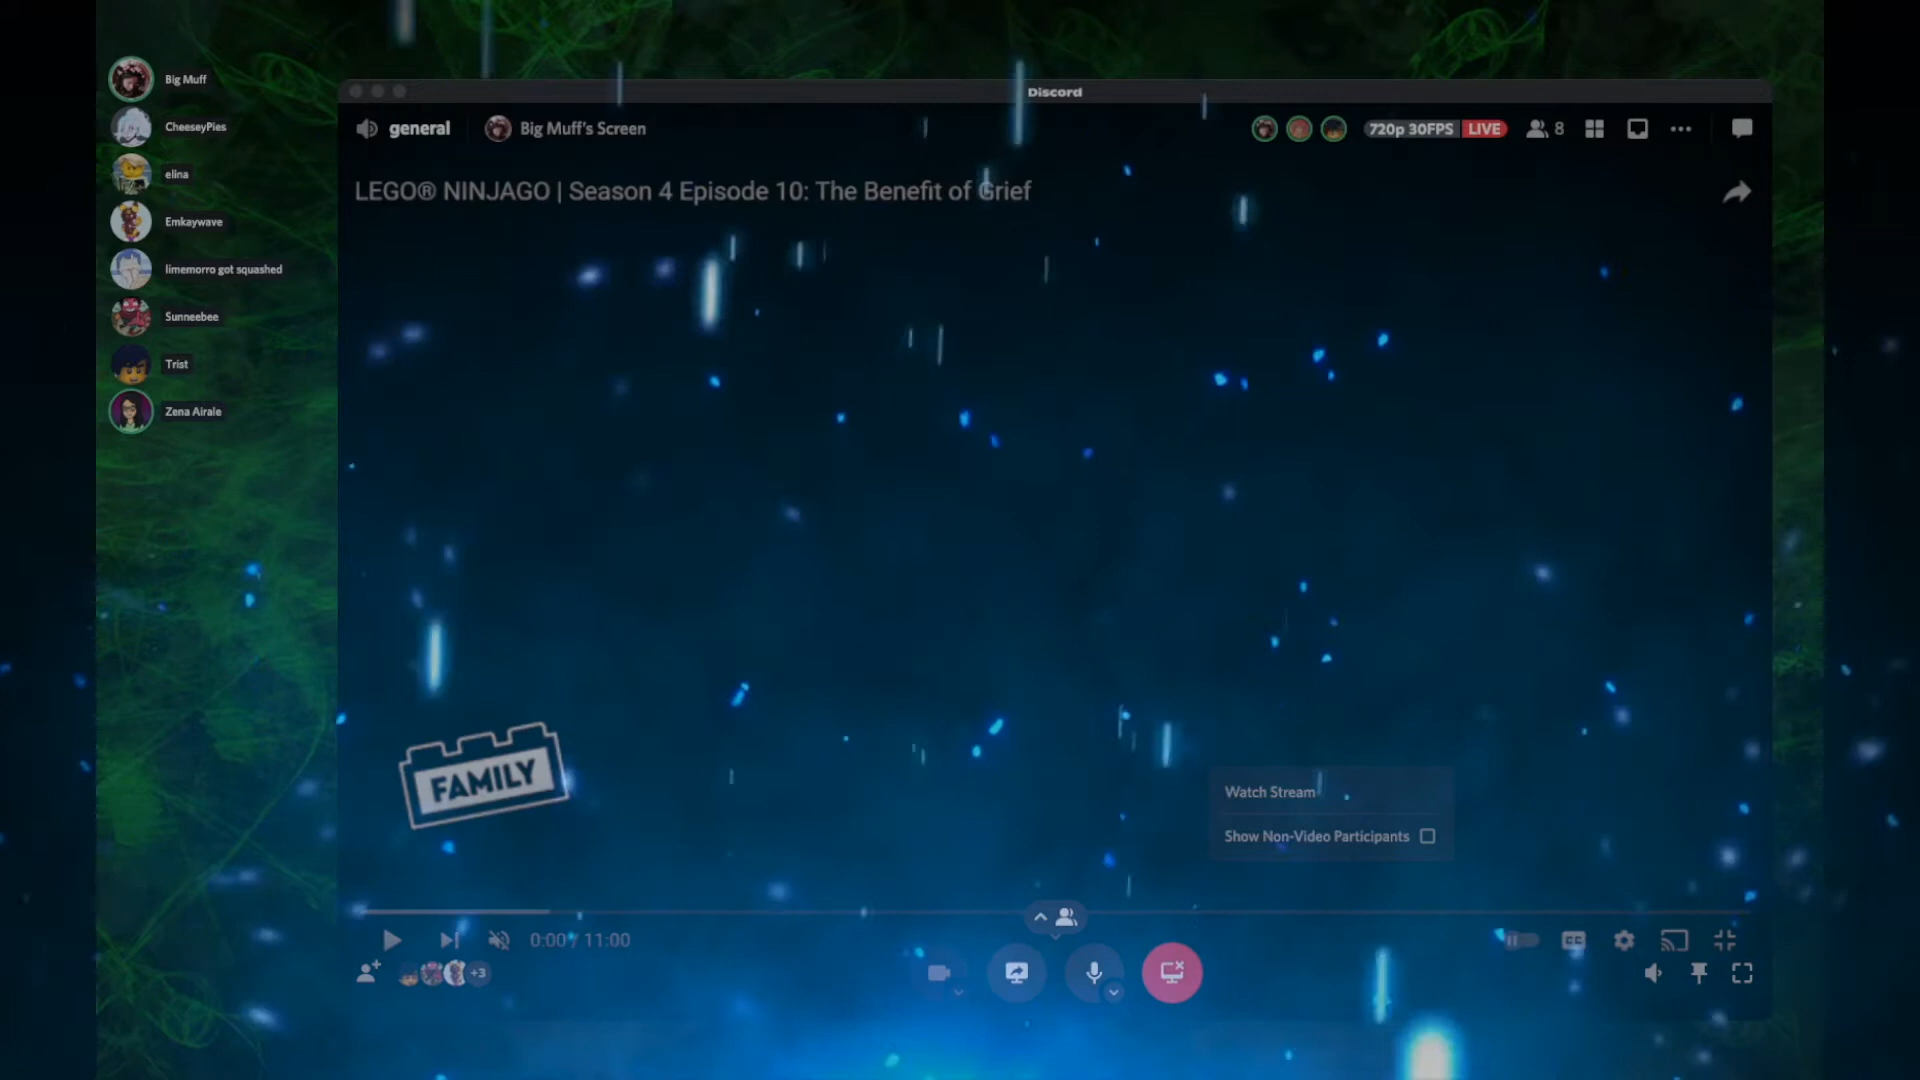 Discord
general
Big Muff's Screen
720p 30FPS LIVE
8
LEGO® NINJAGO | Season 4 Episode 10: The Benefit of Grief
Big Muff
CheeseyPies
elina
Emkaywave
limemorro got squashed
Sunneebee
Trist
Zena Airale
FAMILY
Watch Stream
Show Non-Video Participants
0:00 / 11:00
CC
+3